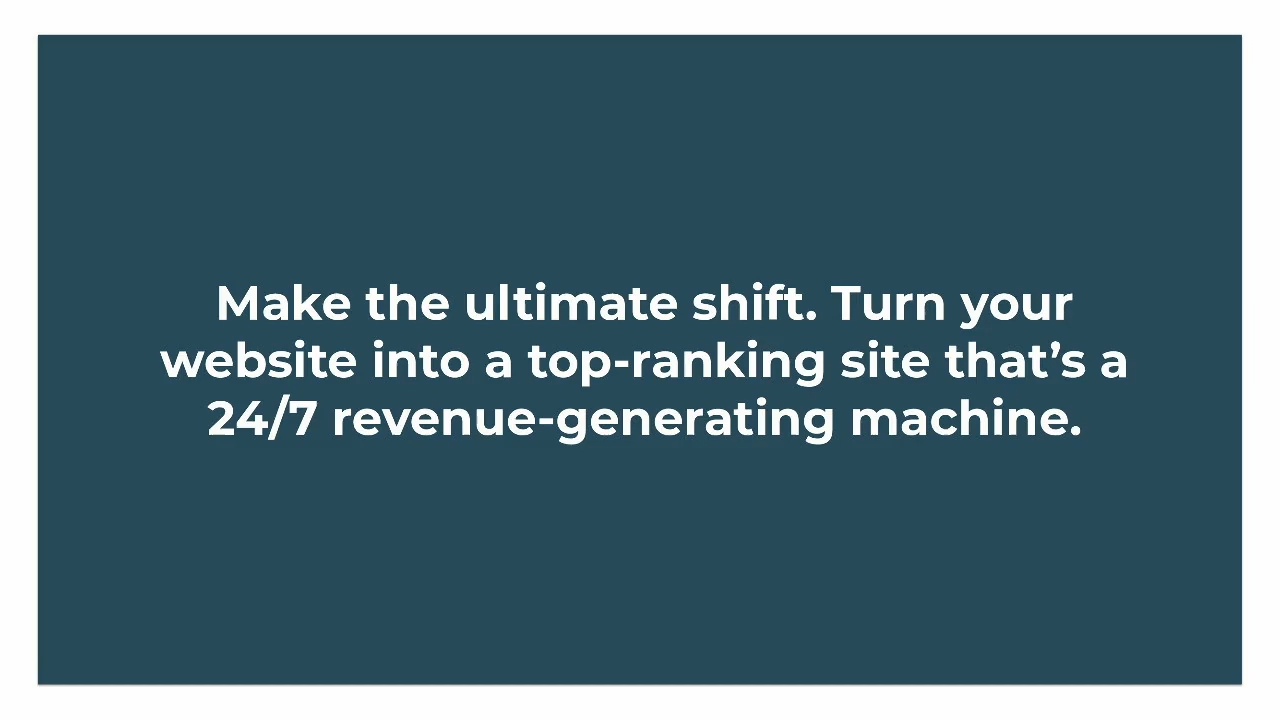 Make the ultimate shift. Turn your
website into a top-ranking site that’s a
24/7 revenue-generating machine.